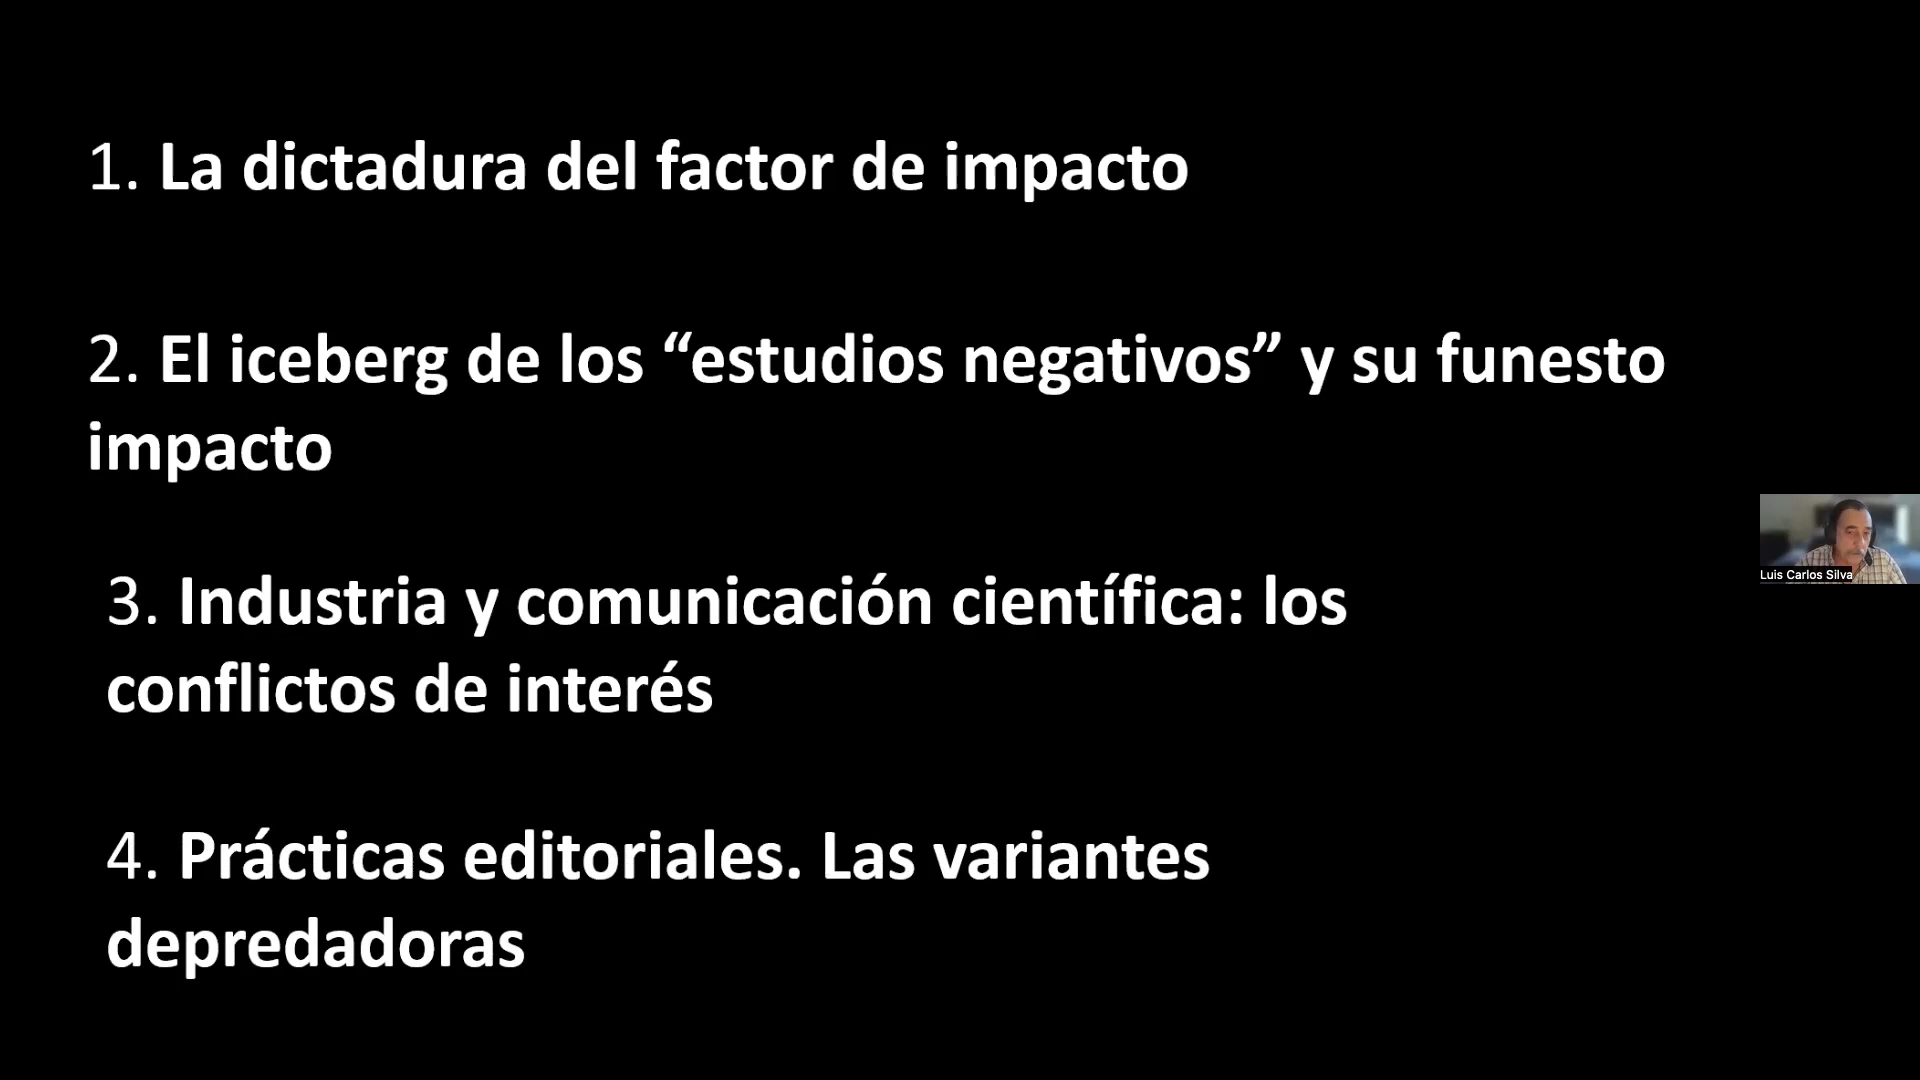 1. La dictadura del factor de impacto
2. El iceberg de los “estudios negativos” y su funesto
impacto
3. Industria y comunicación científica: los
conflictos de interés
4. Prácticas editoriales. Las variantes
depredadoras
Luis Carlos Silva